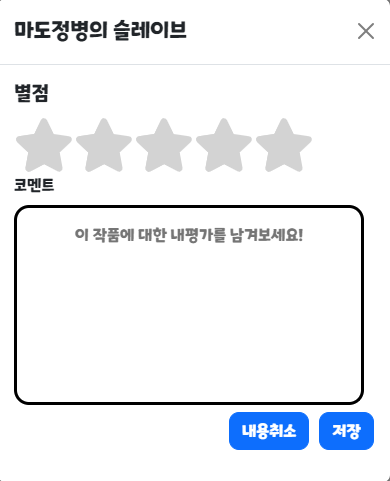 마도정병의 슬레이브
별점
코멘트
이 작품에 대한 내평가를 남겨보세요!
내용취소
저장